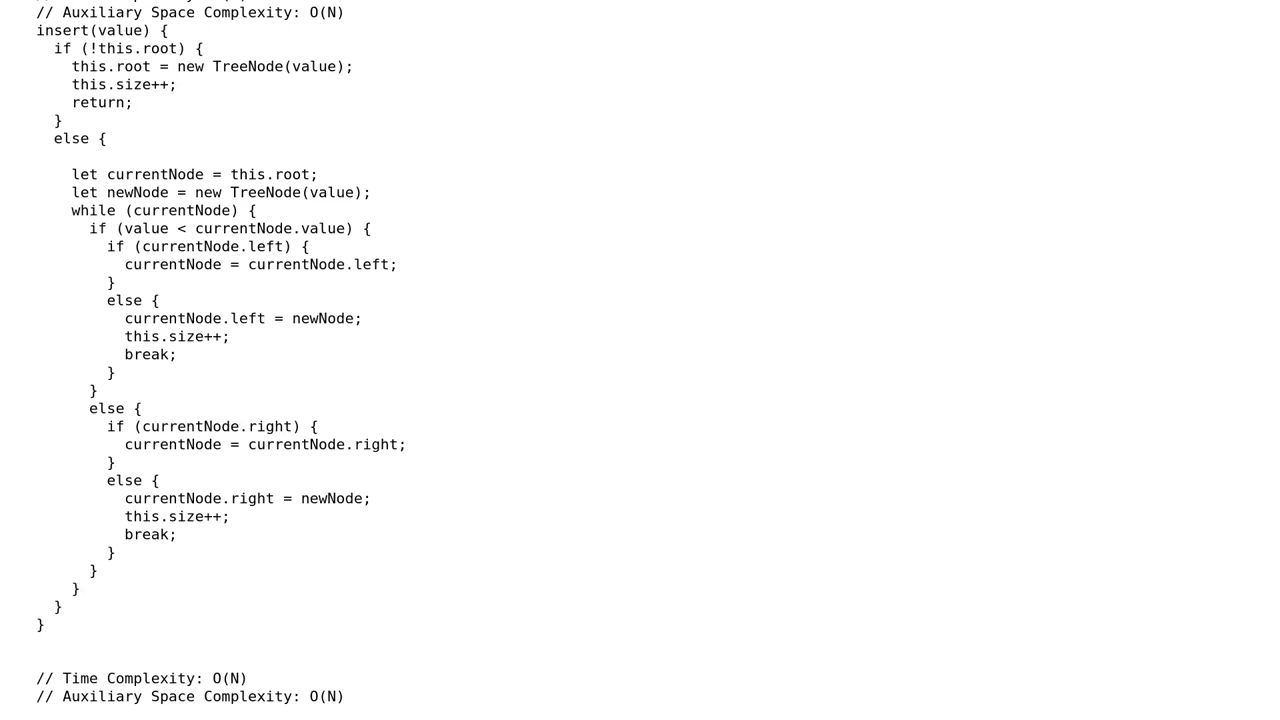 // Auxiliary Space Complexity: O(N)
insert(value) {
  if (!this.root) {
    this.root = new TreeNode(value);
    this.size++;
    return;
  }
  else {

    let currentNode = this.root;
    let newNode = new TreeNode(value);
    while (currentNode) {
      if (value < currentNode.value) {
        if (currentNode.left) {
          currentNode = currentNode.left;
        }
        else {
          currentNode.left = newNode;
          this.size++;
          break;
        }
      }
      else {
        if (currentNode.right) {
          currentNode = currentNode.right;
        }
        else {
          currentNode.right = newNode;
          this.size++;
          break;
        }
      }
    }
  }
}


// Time Complexity: O(N)
// Auxiliary Space Complexity: O(N)